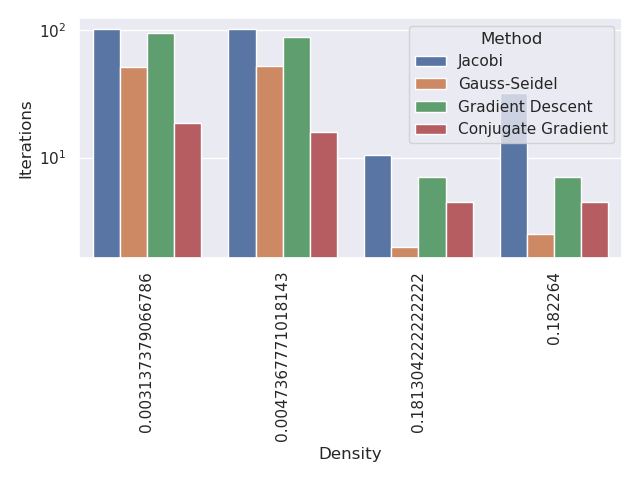 10²
10¹
Iterations
Method
Jacobi
Gauss-Seidel
Gradient Descent
Conjugate Gradient
0.003137379066786
0.0047367771018143
0.181304222222222
0.182264
Density